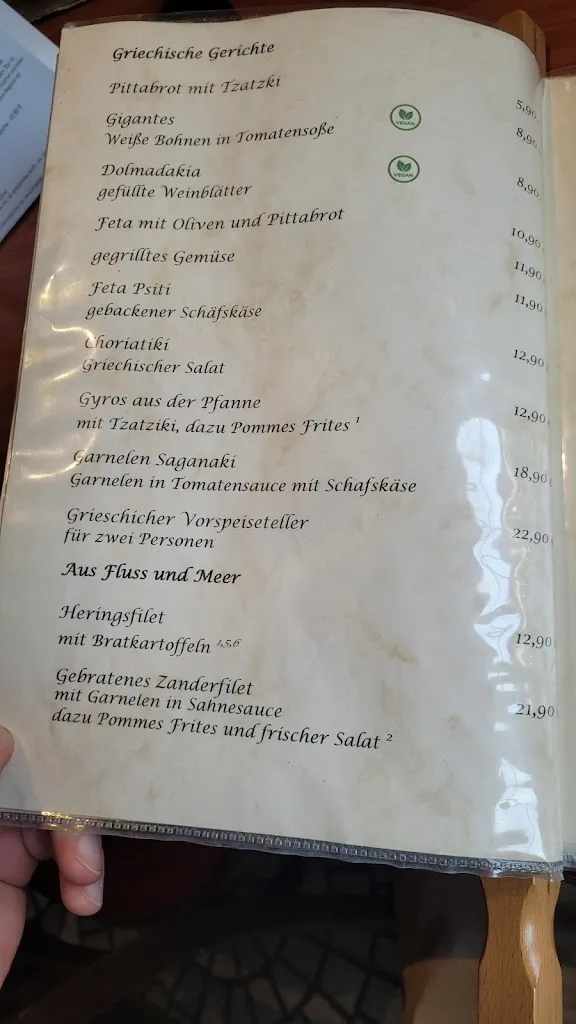 Griechische Gerichte
Pittabrot mit Tzatzki 5,90
Gigantes
VEGAN
Weiße Bohnen in Tomatensoße 8,90
Dolmadakia
VEGAN
gefüllte Weinblätter 8,90
Feta mit Oliven und Pittabrot 10,90
gegrilltes Gemüse 11,90
Feta Psiti
gebackener Schäfskäse 11,90
Choriatiki
Griechischer Salat 12,90
Gyros aus der Pfanne
mit Tzatziki, dazu Pommes Frites ¹ 12,90
Garnelen Saganaki
Garnelen in Tomatensauce mit Schafskäse 18,90
Grieschicher Vorspeiseteller
für zwei Personen 22,90
Aus Fluss und Meer
Heringsfilet
mit Bratkartoffeln ¹,⁵,⁶ 12,90
Gebratenes Zanderfilet
mit Garnelen in Sahnesauce 21,90
dazu Pommes Frites und frischer Salat ²